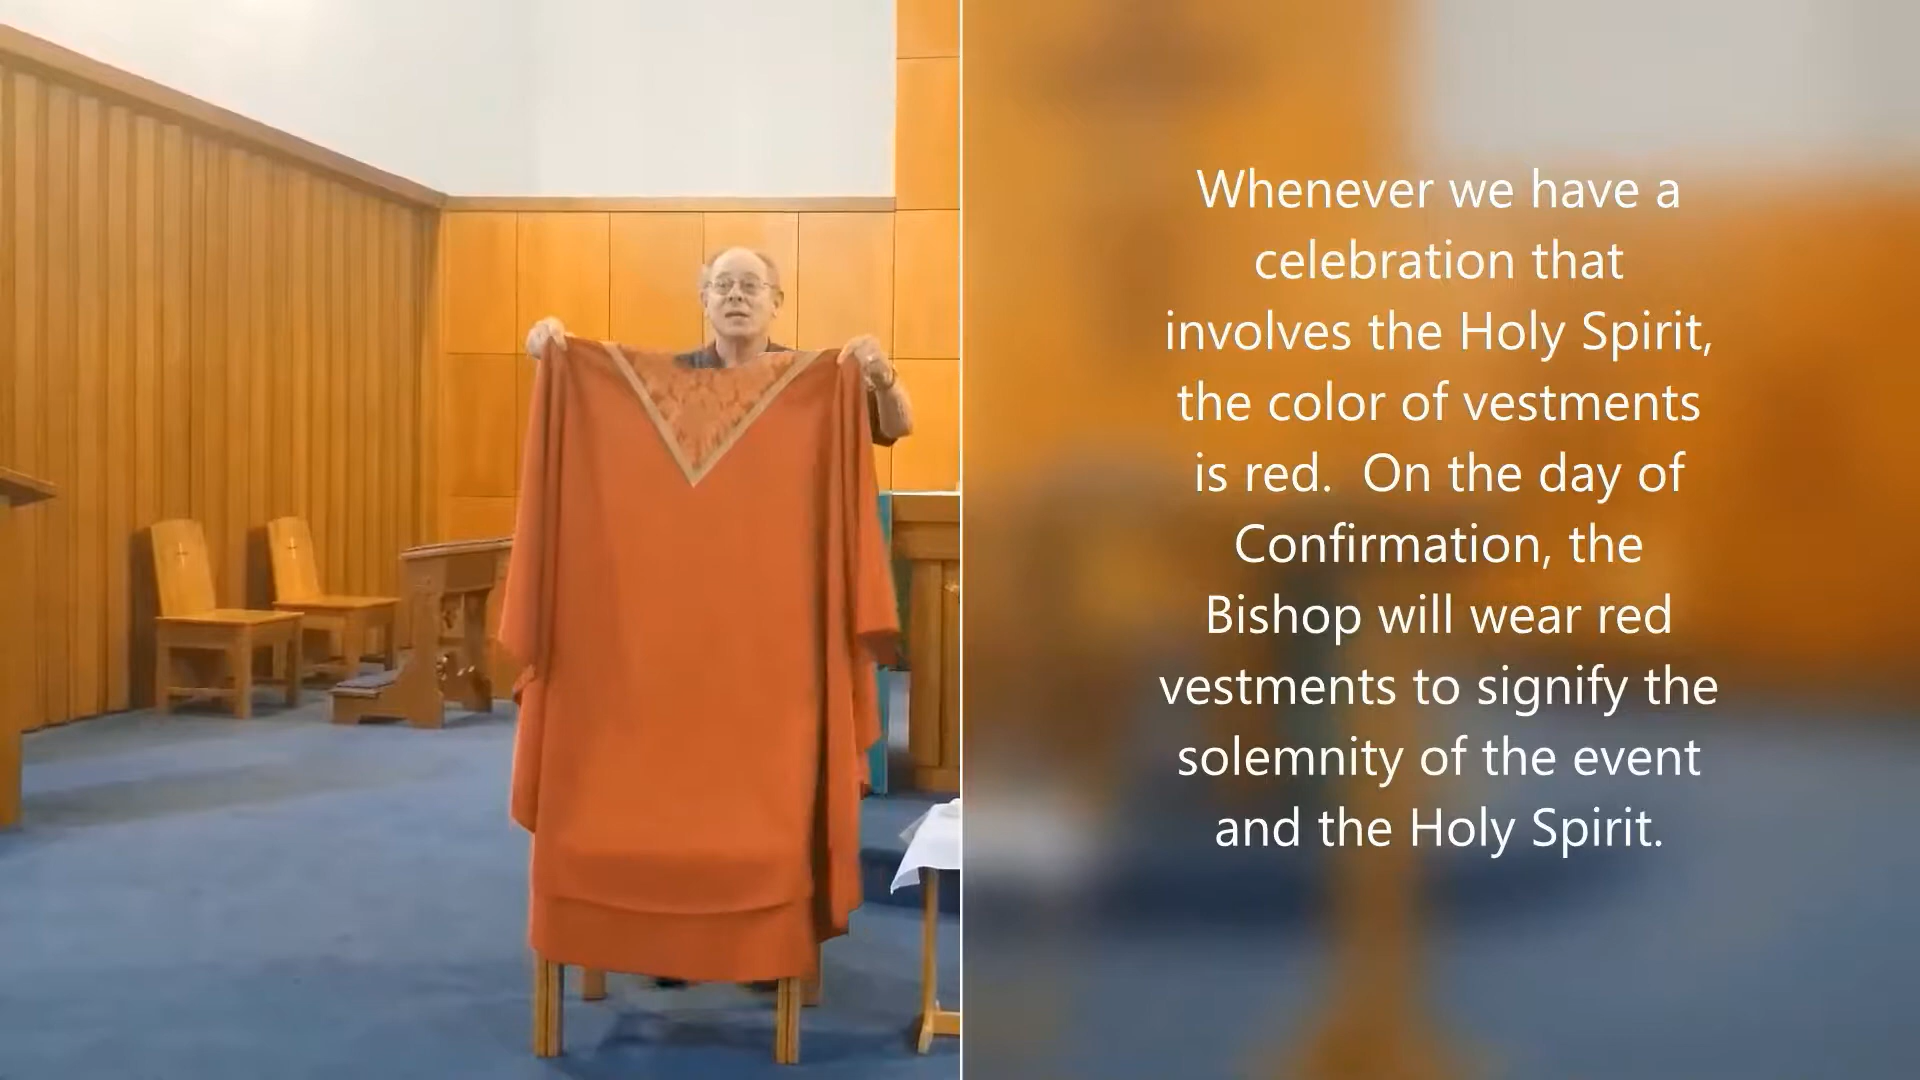 Whenever we have a
celebration that
involves the Holy Spirit,
the color of vestments
is red.  On the day of
Confirmation, the
Bishop will wear red
vestments to signify the
solemnity of the event
and the Holy Spirit.